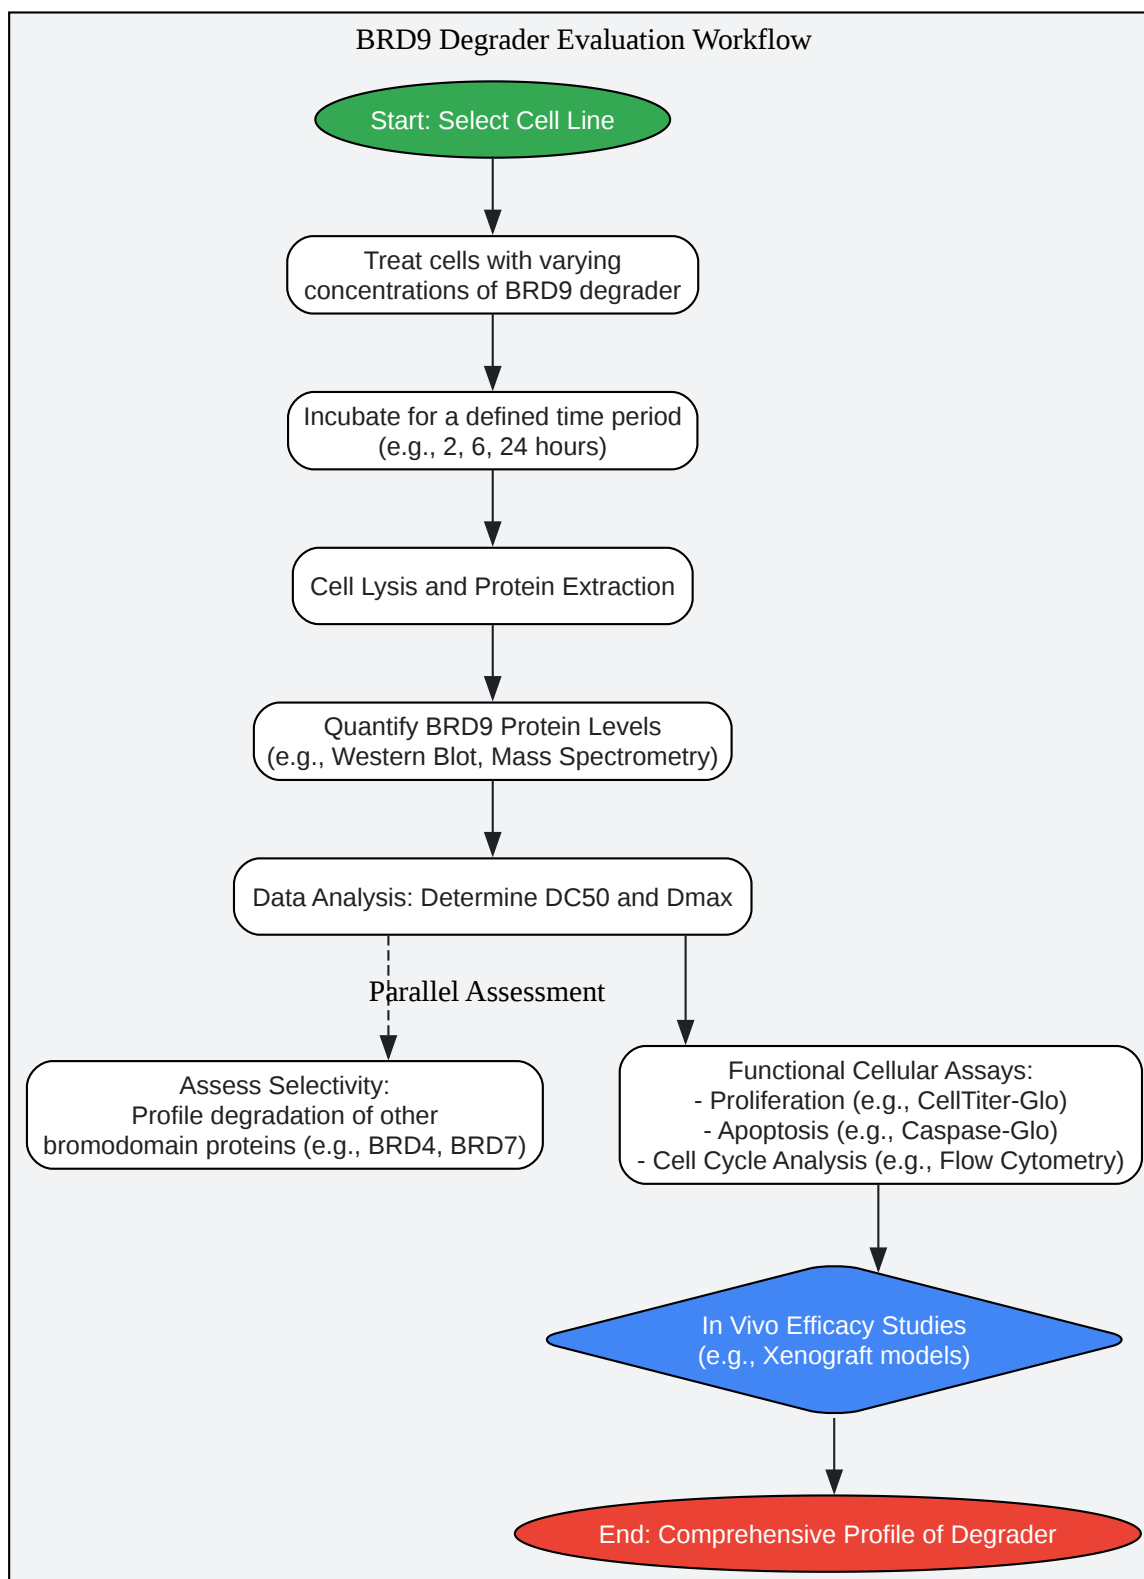 BRD9 Degrader Evaluation Workflow
Start: Select Cell Line
Treat cells with varying
concentrations of BRD9 degrader
Incubate for a defined time period
(e.g., 2, 6, 24 hours)
Cell Lysis and Protein Extraction
Quantify BRD9 Protein Levels
(e.g., Western Blot, Mass Spectrometry)
Data Analysis: Determine DC50 and Dmax
Parallel Assessment
Assess Selectivity:
Profile degradation of other
bromodomain proteins (e.g., BRD4, BRD7)
Functional Cellular Assays:
- Proliferation (e.g., CellTiter-Glo)
- Apoptosis (e.g., Caspase-Glo)
- Cell Cycle Analysis (e.g., Flow Cytometry)
In Vivo Efficacy Studies
(e.g., Xenograft models)
End: Comprehensive Profile of Degrader